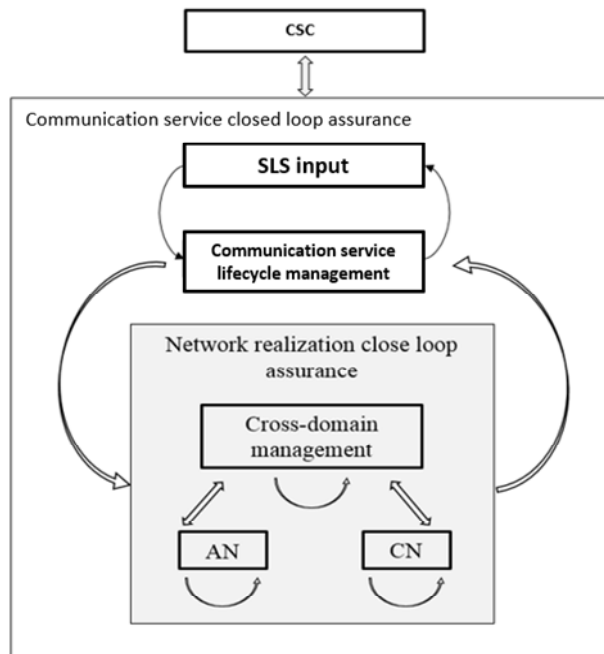 CSC
Communication service closed loop assurance
SLS input
Communication service
lifecycle management
Network realization close loop
assurance
Cross-domain
management
AN
CN